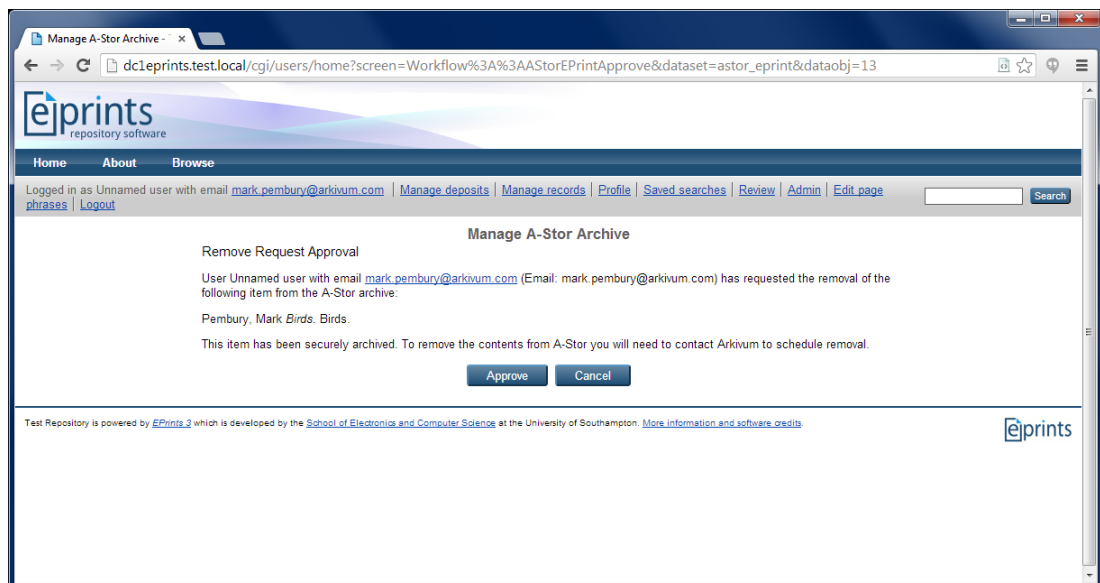 Manage A-Stor Archive -
dc1eprints.test.local/cgi/users/home?screen=Workflow%3A%3AAStorEPrintApprove&dataset=astor_eprint&dataobj=13
eprints
repository software
Home About Browse
Logged in as Unnamed user with email mark.pembury@arkivum.com | Manage deposits | Manage records | Profile | Saved searches | Review | Admin | Edit page
phrases | Logout
Search
Manage A-Stor Archive
Remove Request Approval
User Unnamed user with email mark.pembury@arkivum.com (Email: mark.pembury@arkivum.com) has requested the removal of the
following item from the A-Stor archive:
Pembury, Mark Birds. Birds.
This item has been securely archived. To remove the contents from A-Stor you will need to contact Arkivum to schedule removal.
Approve Cancel
Test Repository is powered by EPrints 3 which is developed by the School of Electronics and Computer Science at the University of Southampton. More information and software credits.
eprints